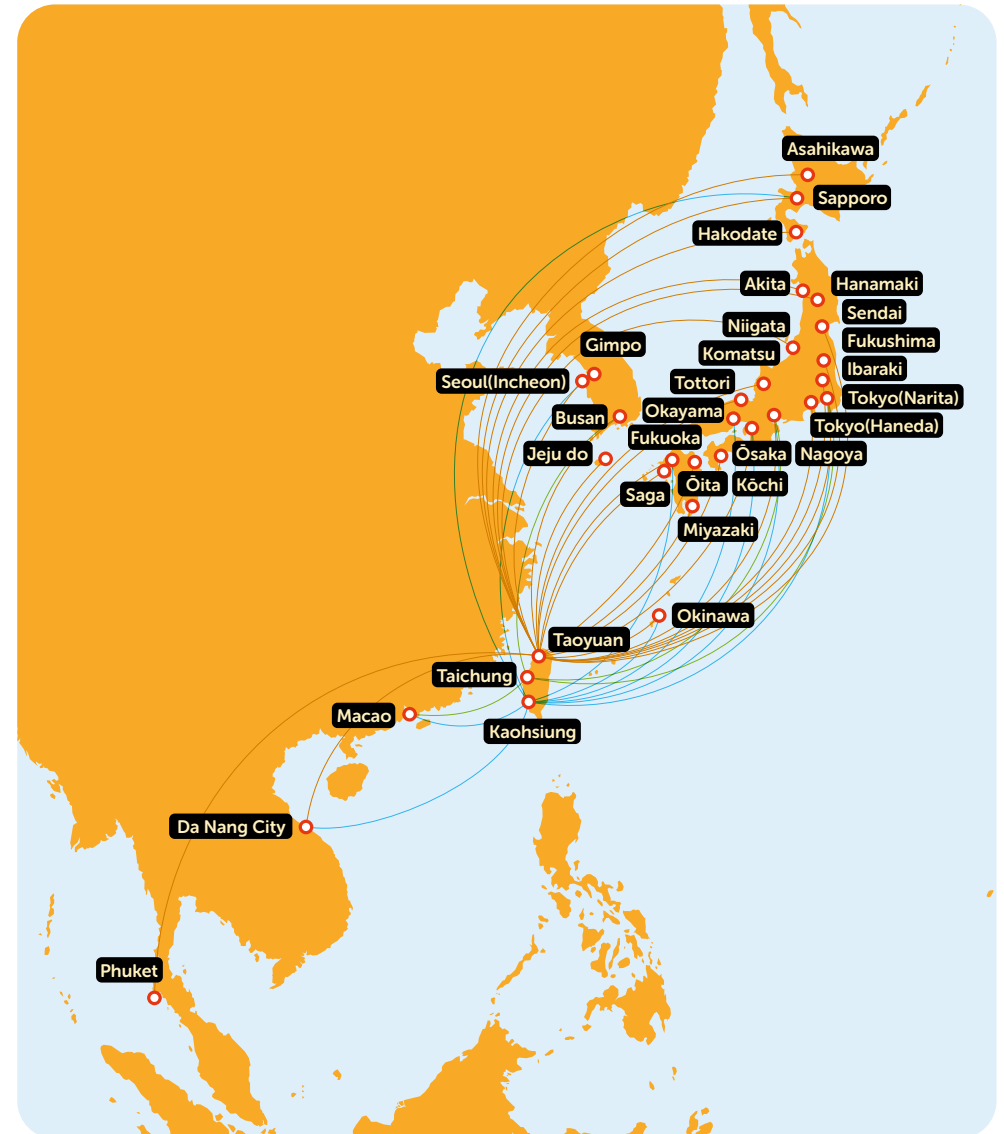 Asahikawa
Sapporo
Hakodate
Akita
Hanamaki
Sendai
Niigata
Fukushima
Gimpo
Komatsu
Ibaraki
Seoul(Incheon)
Tottori
Tokyo(Narita)
Busan
Okayama
Tokyo(Haneda)
Fukuoka
Jeju do
Ōsaka
Nagoya
Saga
Ōita
Kōchi
Miyazaki
Okinawa
Taoyuan
Taichung
Macao
Kaohsiung
Da Nang City
Phuket